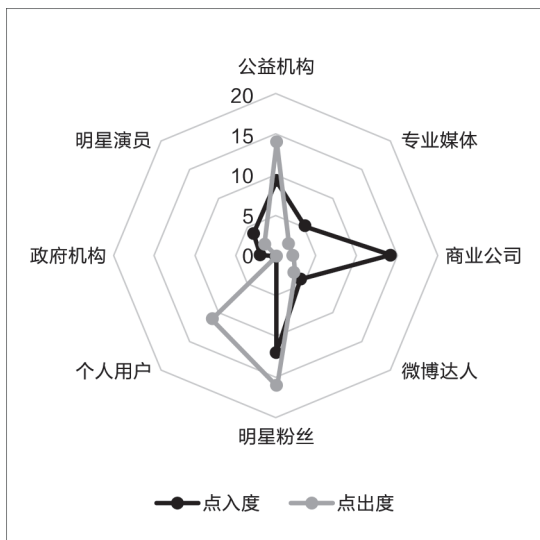 公益机构
20
明星演员
15
专业媒体
10
5
政府机构
0
商业公司
个人用户
微博达人
明星粉丝
点入度
点出度